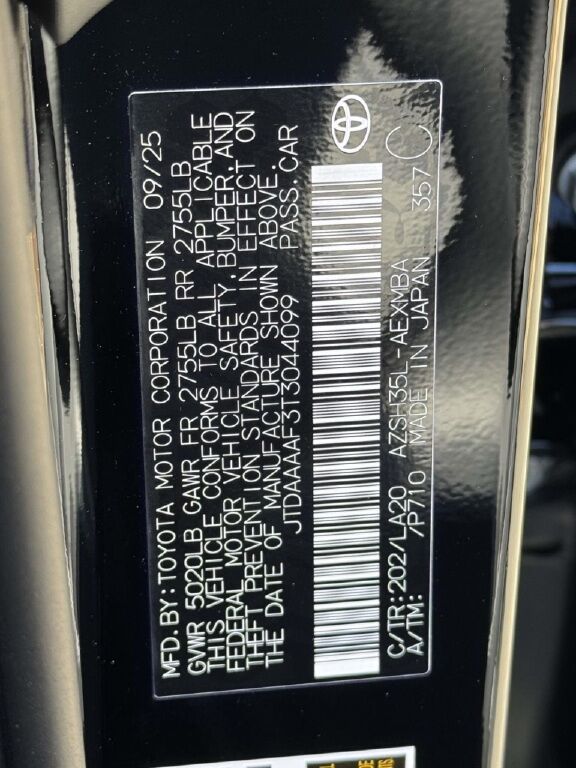 MFD. BY: TOYOTA MOTOR CORPORATION 09/25
GVWR 5020LB GAWR FR 2755LB RR 2755LB
THIS VEHICLE CONFORMS TO ALL APPLICABLE
FEDERAL MOTOR VEHICLE SAFETY, BUMPER, AND
THEFT PREVENTION STANDARDS IN EFFECT ON
THE DATE OF MANUFACTURE SHOWN ABOVE.
JTDAAAAF3T3044099 PASS. CAR
C/TR: 202/LA20 AZSH35L-AEXMBA
A/TM: /P710 MADE IN JAPAN 357 C